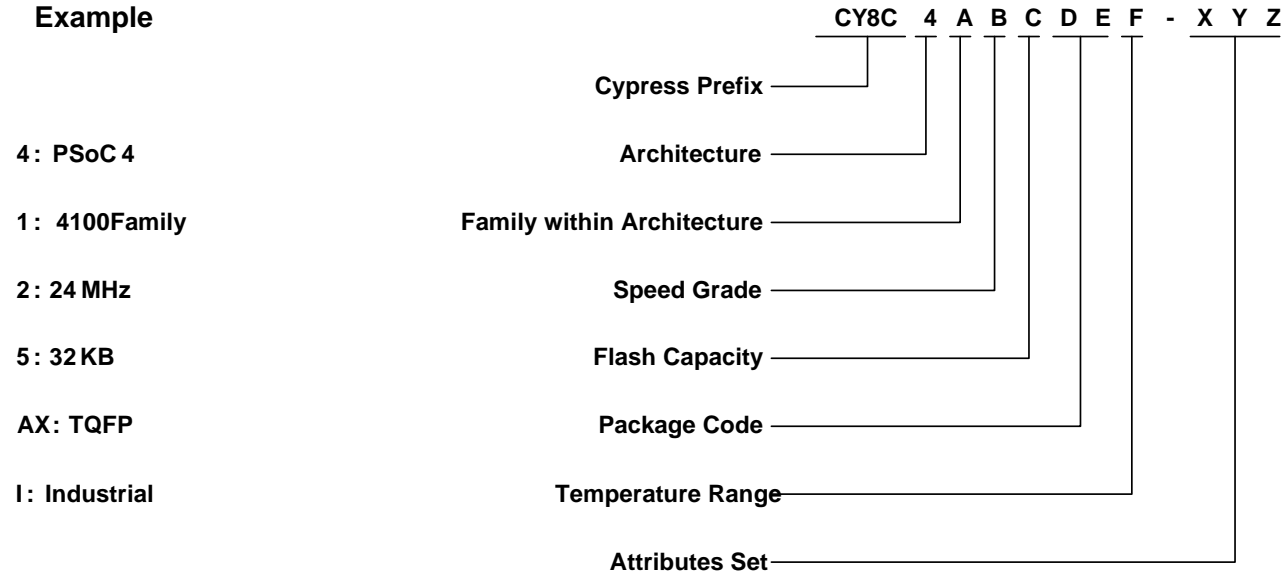 Example CY8C 4 A B C D E F - X Y Z
Cypress Prefix
4: PSoC 4 Architecture
1: 4100Family Family within Architecture
2: 24 MHz Speed Grade
5: 32 KB Flash Capacity
AX: TQFP Package Code
I: Industrial Temperature Range
Attributes Set